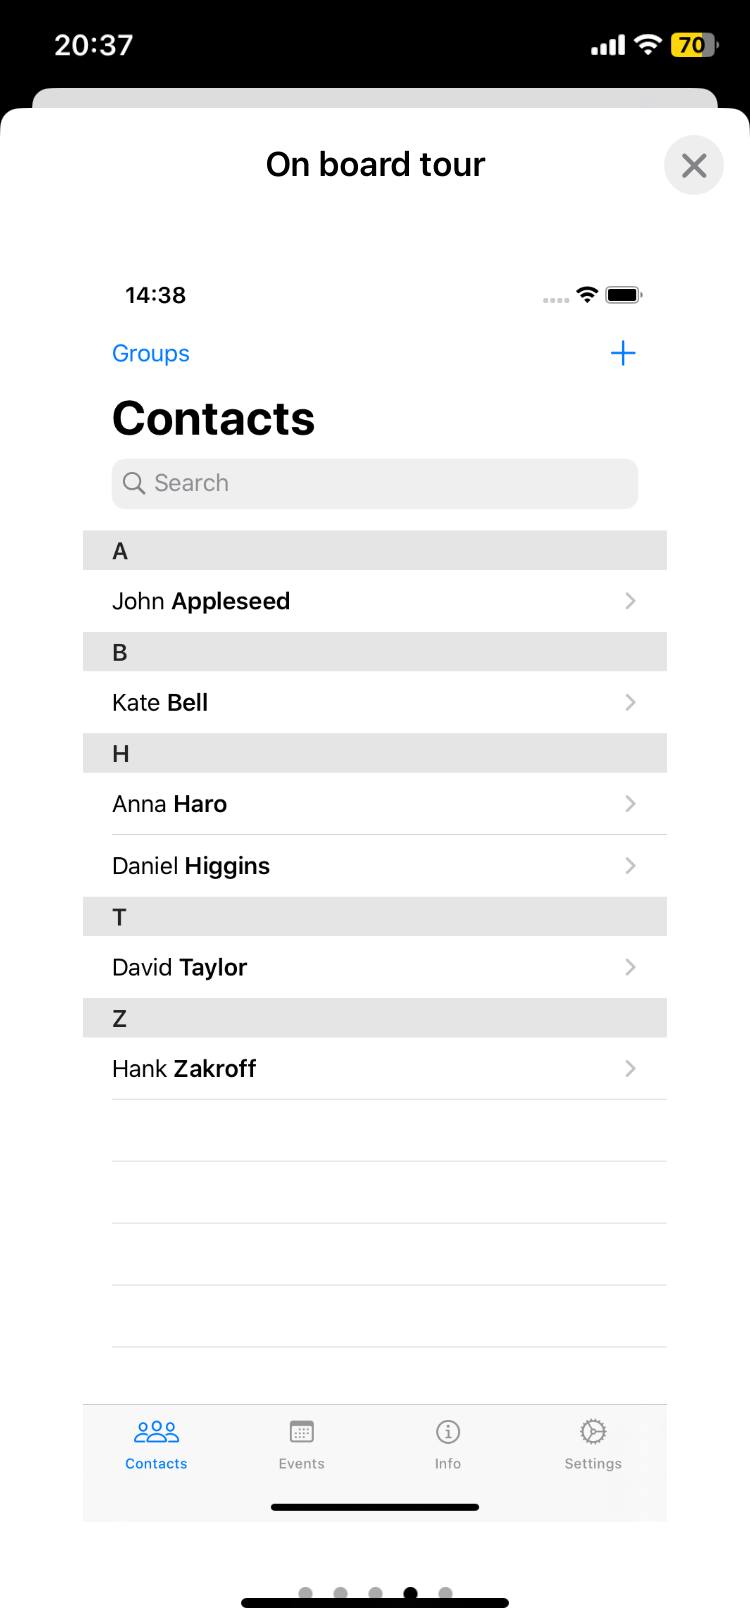 20:37
70
On board tour
14:38
Groups
Contacts
Search
A
John Appleseed
B
Kate Bell
H
Anna Haro
Daniel Higgins
T
David Taylor
Z
Hank Zakroff
Contacts Events Info Settings